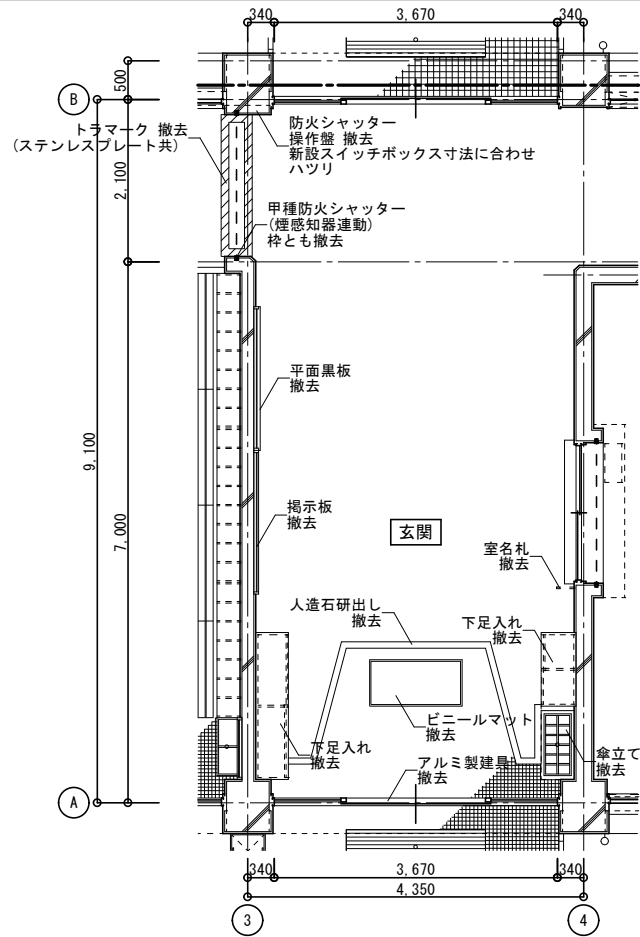 340
3,670
340
500
B
トラマーク 撤去
(ステンレスプレート共)
防火シャッター
操作盤 撤去
新設スイッチボックス寸法に合わせ
ハツリ
2,100
甲種防火シャッター
(煙感知器連動)
枠とも撤去
平面黒板
撤去
9,100
7,000
掲示板
撤去
玄関
室名札
撤去
人造石研出し
撤去
下足入れ
撤去
ビニールマット
撤去
下足入れ
撤去
アルミ製建具
撤去
傘立て
撤去
A
340
3,670
340
4,350
3
4